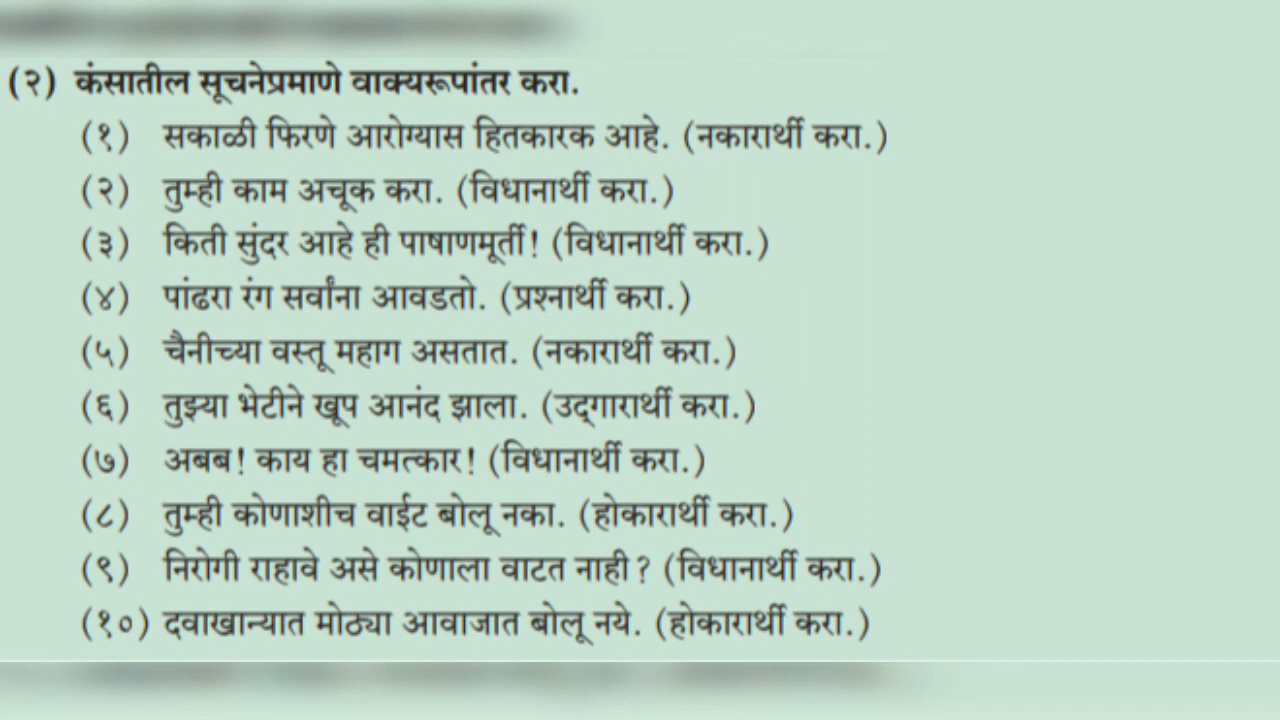 (२) कंसातील सूचनेप्रमाणे वाक्यरूपांतर करा.
(१) सकाळी फिरणे आरोग्यास हितकारक आहे. (नकारार्थी करा.)
(२) तुम्ही काम अचूक करा. (विधानार्थी करा.)
(३) किती सुंदर आहे ही पाषाणमूर्ती! (विधानार्थी करा.)
(४) पांढरा रंग सर्वांना आवडतो. (प्रश्नार्थी करा.)
(५) चैनीच्या वस्तू महाग असतात. (नकारार्थी करा.)
(६) तुझ्या भेटीने खूप आनंद झाला. (उद्‌गारार्थी करा.)
(७) अबब! काय हा चमत्कार! (विधानार्थी करा.)
(८) तुम्ही कोणाशीच वाईट बोलू नका. (होकारार्थी करा.)
(९) निरोगी राहावे असे कोणाला वाटत नाही? (विधानार्थी करा.)
(१०) दवाखान्यात मोठ्या आवाजात बोलू नये. (होकारार्थी करा.)